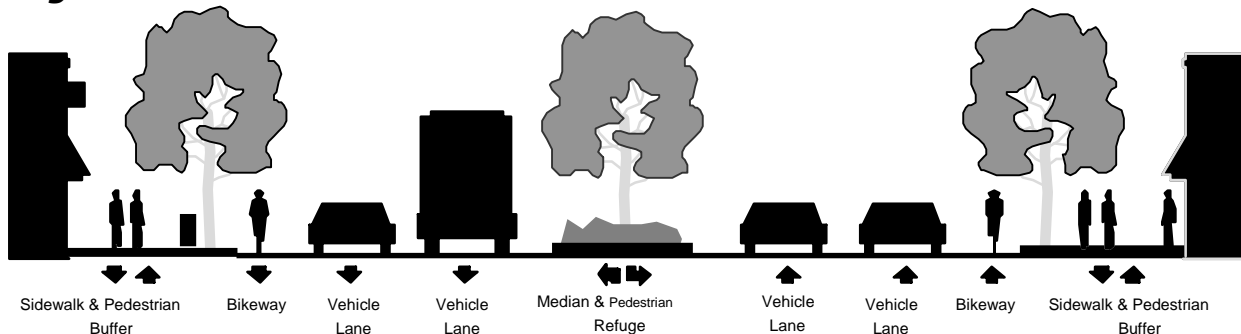 Sidewalk & Pedestrian
Buffer
Bikeway
Vehicle
Lane
Vehicle
Lane
Median & Pedestrian
Refuge
Vehicle
Lane
Vehicle
Lane
Bikeway
Sidewalk & Pedestrian
Buffer